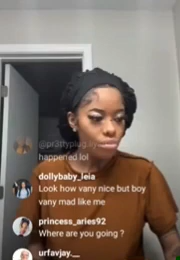 happened lol
dollybaby_leia
Look how vany nice but boy
vany mad like me
princess_aries92
Where are you going ?
urfavjay.__